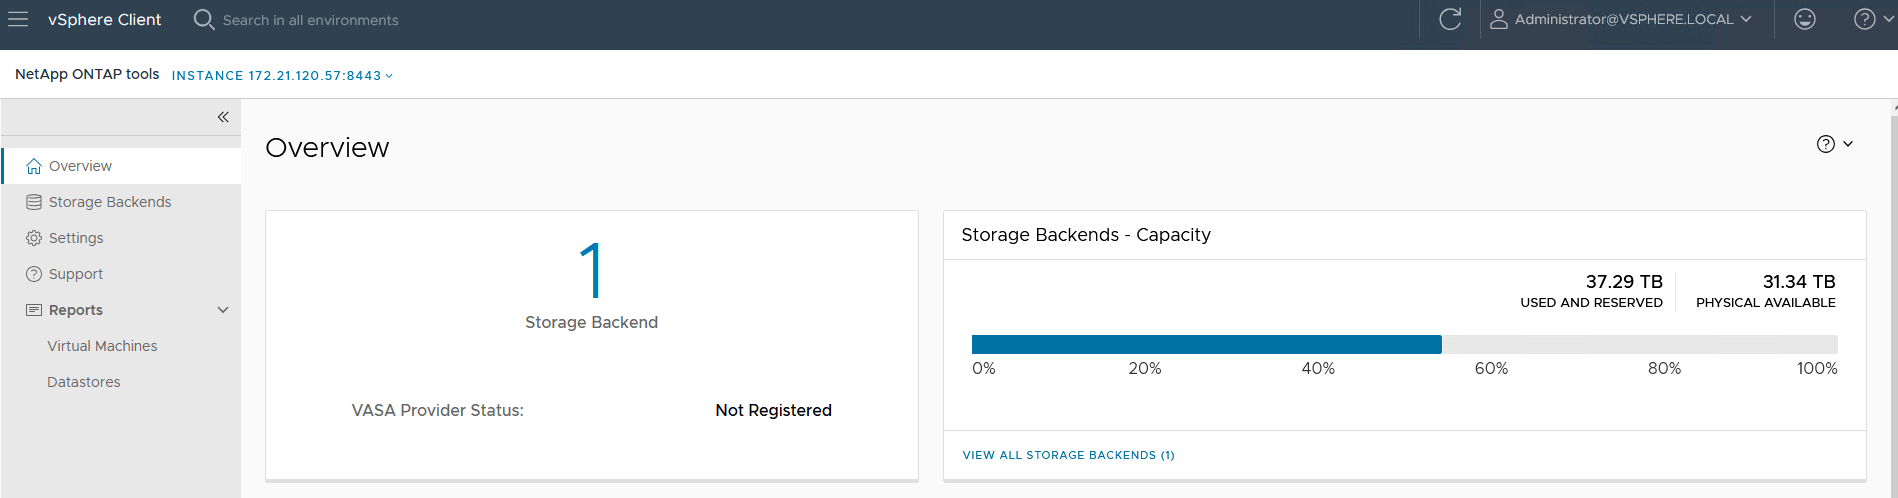 vSphere Client
Search in all environments
Administrator@VSPHERE.LOCAL
NetApp ONTAP tools INSTANCE 172.21.120.57:8443
Overview
Storage Backends
Settings
Support
Reports
Virtual Machines
Datastores
Overview
1
Storage Backend
VASA Provider Status: Not Registered
Storage Backends - Capacity
37.29 TB
USED AND RESERVED
31.34 TB
PHYSICAL AVAILABLE
0% 20% 40% 60% 80% 100%
VIEW ALL STORAGE BACKENDS (1)